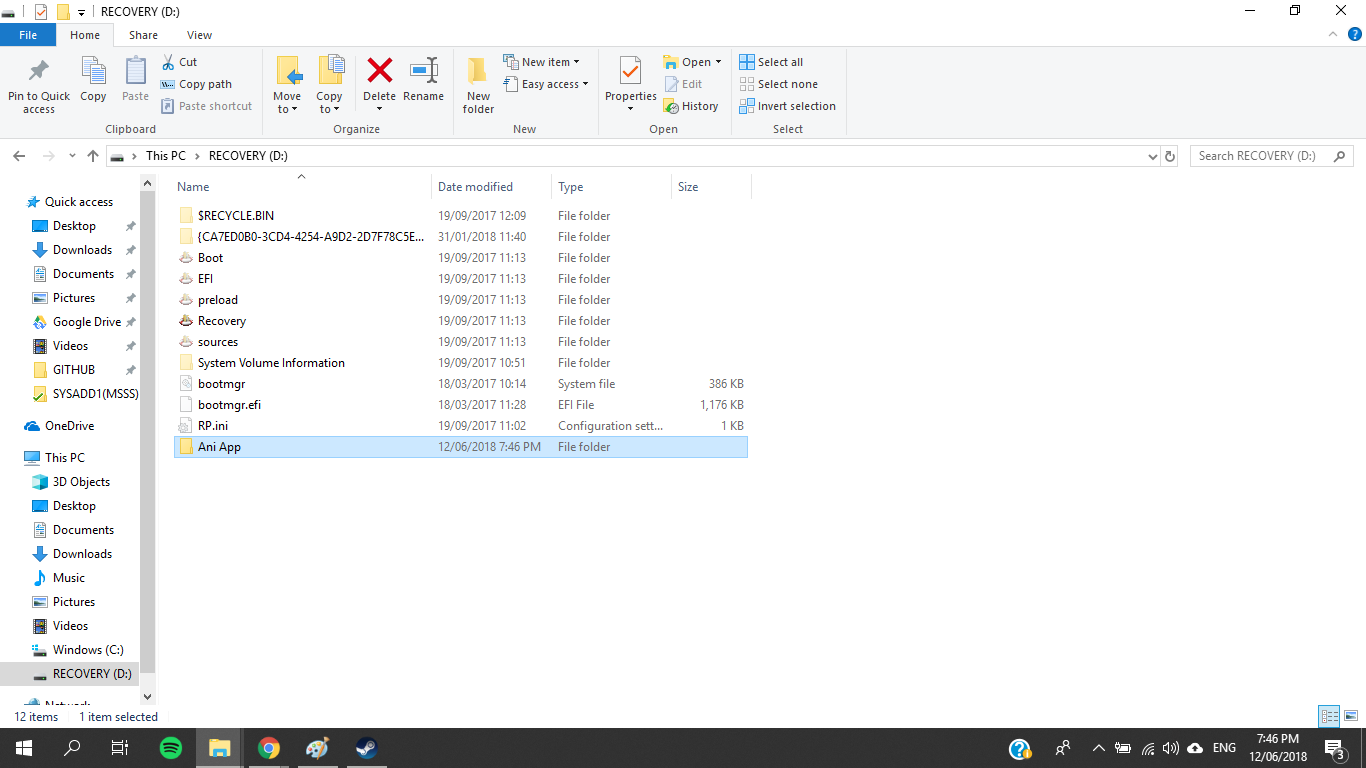 RECOVERY (D:)
File Home Share View
Pin to Quick access
Copy
Paste
Cut
Copy path
Paste shortcut
Clipboard
Move to
Copy to
Delete
Rename
Organize
New folder
New item
Easy access
New
Properties
Open
Edit
History
Open
Select all
Select none
Invert selection
Select
This PC RECOVERY (D:)
Search RECOVERY (D:)
Quick access
Desktop
Downloads
Documents
Pictures
Google Drive
Videos
GITHUB
SYSADD1(MSSS)
OneDrive
This PC
3D Objects
Desktop
Documents
Downloads
Music
Pictures
Videos
Windows (C:)
RECOVERY (D:)
Network
Name Date modified Type Size
$RECYCLE.BIN 19/09/2017 12:09 File folder
{CA7ED0B0-3CD4-4254-A9D2-2D7F78C5E... 31/01/2018 11:40 File folder
Boot 19/09/2017 11:13 File folder
EFI 19/09/2017 11:13 File folder
preload 19/09/2017 11:13 File folder
Recovery 19/09/2017 11:13 File folder
sources 19/09/2017 11:13 File folder
System Volume Information 19/09/2017 10:51 File folder
bootmgr 18/03/2017 10:14 System file 386 KB
bootmgr.efi 18/03/2017 11:28 EFI File 1,176 KB
RP.ini 19/09/2017 11:02 Configuration sett... 1 KB
Ani App 12/06/2018 7:46 PM File folder
12 items 1 item selected
ENG
7:46 PM
12/06/2018
3